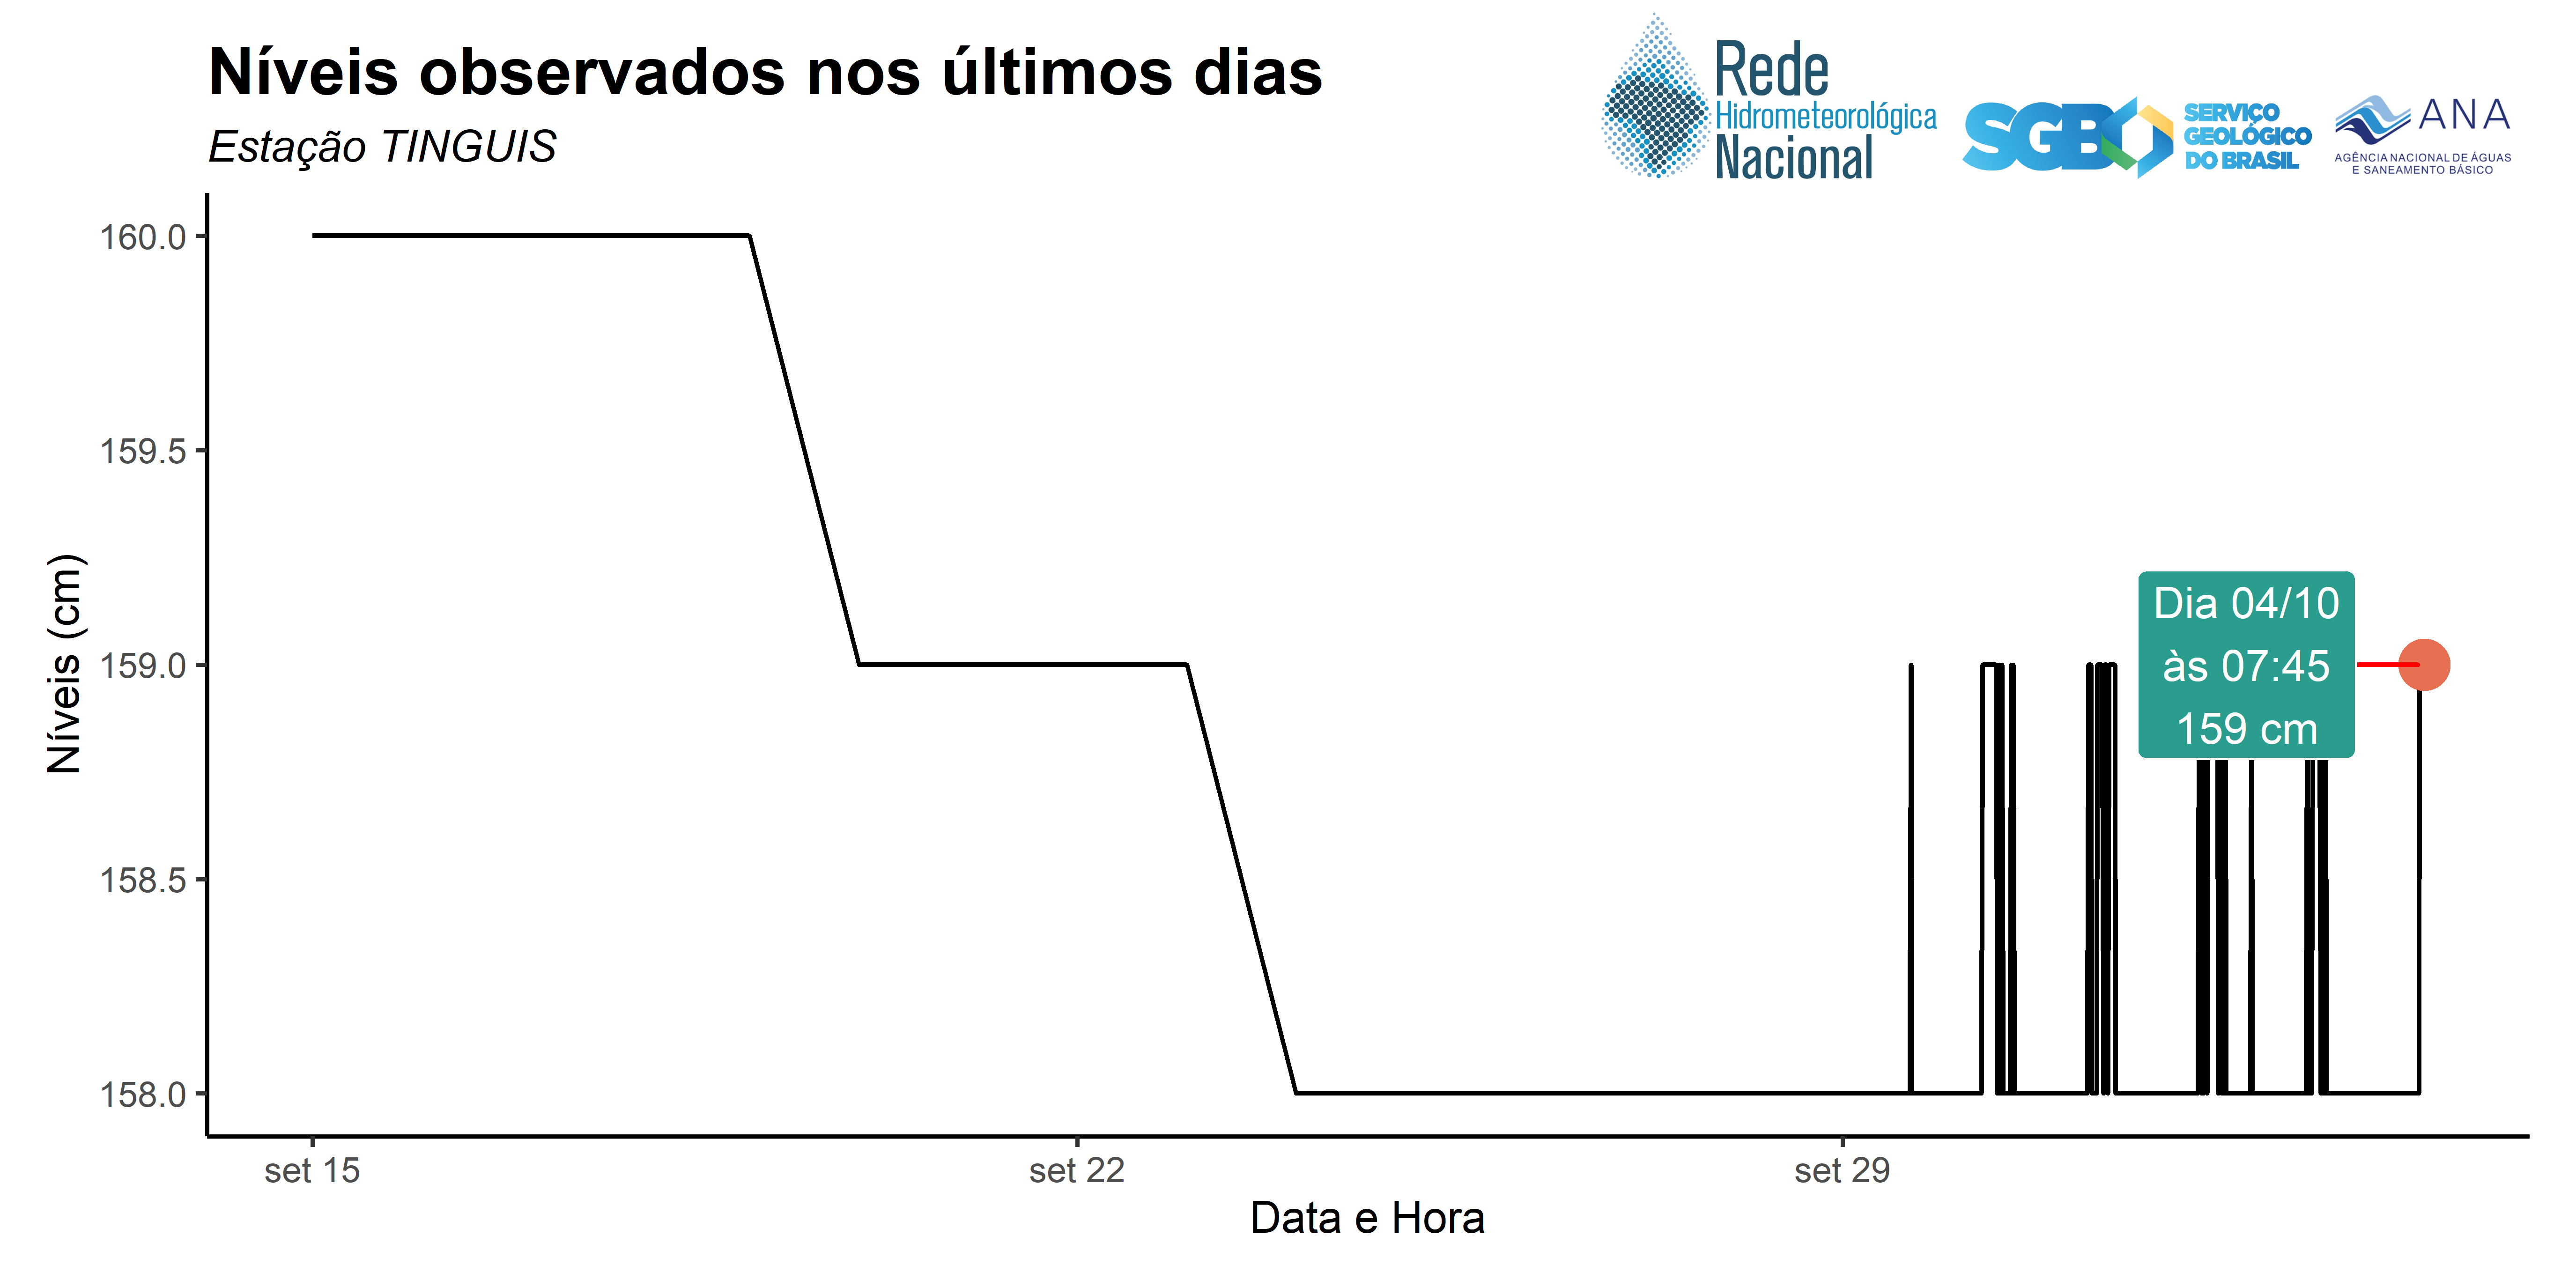 Níveis observados nos últimos dias
Estação TINGUIS
Rede
Hidrometeorológica
Nacional
SGB
SERVIÇO
GEOLÓGICO
DO BRASIL
ANA
AGÊNCIA NACIONAL DE ÁGUAS
E SANEAMENTO BÁSICO
Níveis (cm)
160.0
159.5
159.0
158.5
158.0
Dia 04/10
às 07:45
159 cm
set 15
set 22
set 29
Data e Hora